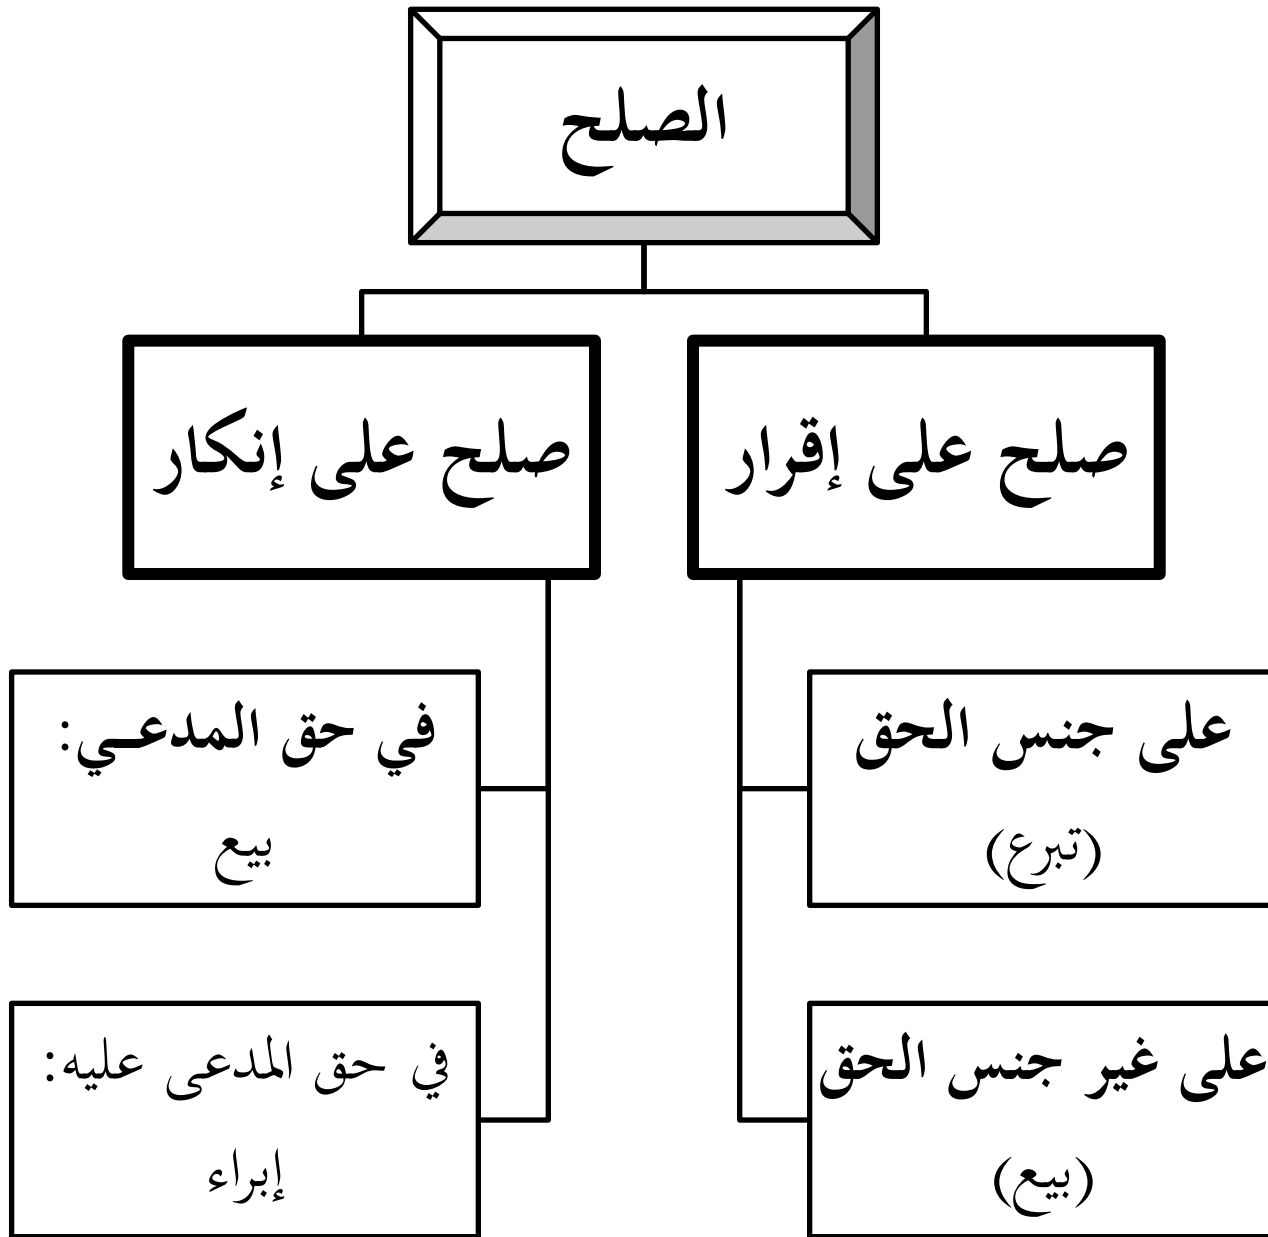 الصلح
صلح على إقرار
صلح على إنكار
على جنس الحق
(تبرع)
على غير جنس الحق
(بيع)
في حق المدعي:
بيع
في حق المدعى عليه:
إبراء